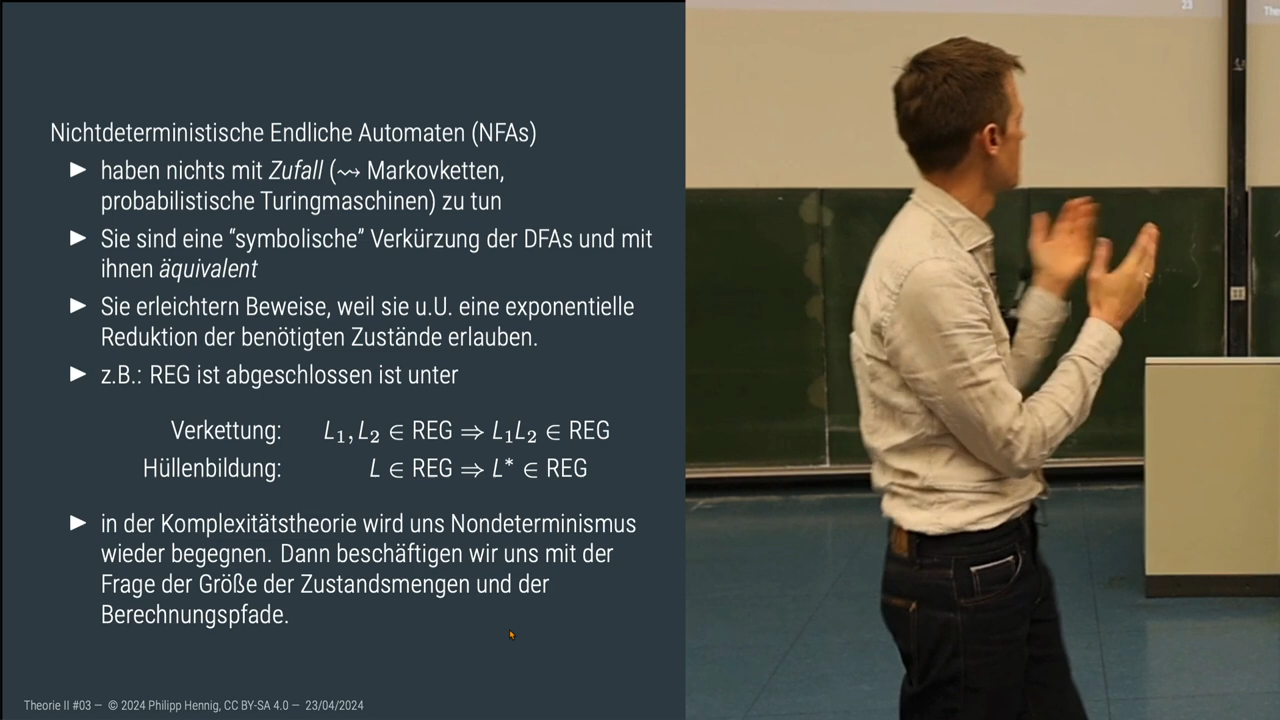 Nichtdeterministische Endliche Automaten (NFAs)
► haben nichts mit Zufall (⇝ Markovketten,
probabilistische Turingmaschinen) zu tun
► Sie sind eine “symbolische” Verkürzung der DFAs und mit
ihnen äquivalent
► Sie erleichtern Beweise, weil sie u.U. eine exponentielle
Reduktion der benötigten Zustände erlauben.
► z.B.: REG ist abgeschlossen ist unter
Verkettung: L₁, L₂ ∈ REG ⇒ L₁L₂ ∈ REG
Hüllenbildung: L ∈ REG ⇒ L* ∈ REG
► in der Komplexitätstheorie wird uns Nondeterminismus
wieder begegnen. Dann beschäftigen wir uns mit der
Frage der Größe der Zustandsmengen und der
Berechnungspfade.
Theorie II #03 — © 2024 Philipp Hennig, CC BY-SA 4.0 — 23/04/2024
23